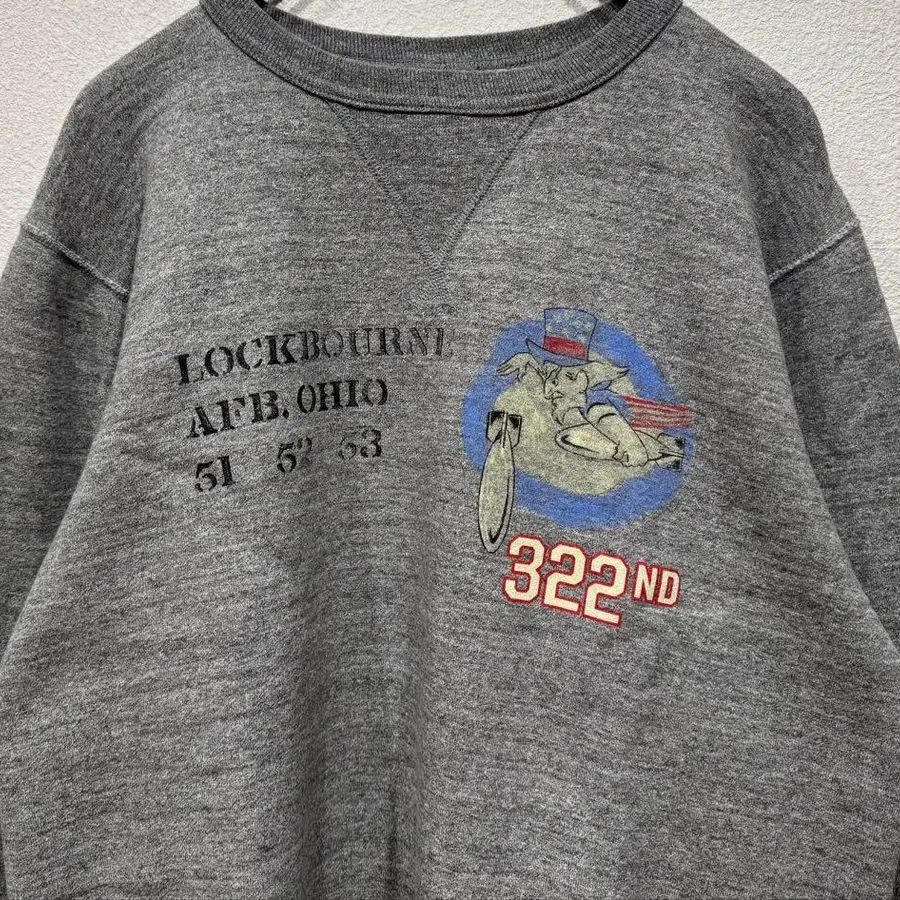 LOCKBOURNE
AFB. OHIO
51 52 53
322ND